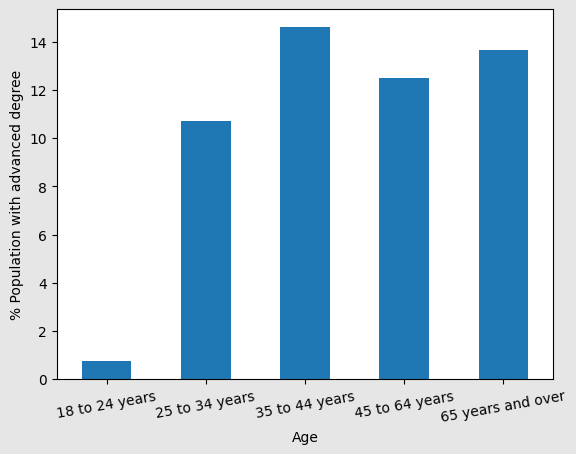 % Population with advanced degree
14
12
10
8
6
4
2
0
18 to 24 years
25 to 34 years
35 to 44 years
45 to 64 years
65 years and over
Age